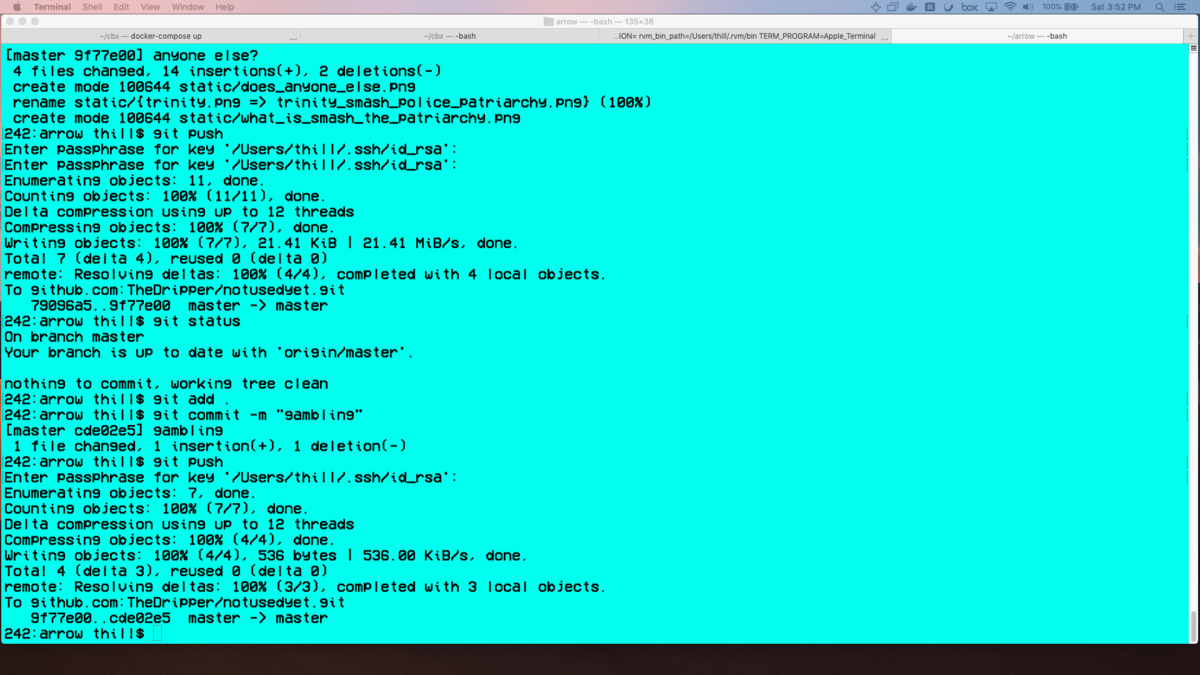 Terminal Shell Edit View Window Help
box 100% Sat 3:52 PM
arrow — -bash — 135×38
~/cbx — docker-compose up ... ~/cbx — -bash ...ION= rvm_bin_path=/Users/thill/.rvm/bin TERM_PROGRAM=Apple_Terminal ... ~/arrow — -bash
[master 9f77e00] anyone else?
4 files changed, 14 insertions(+), 2 deletions(-)
create mode 100644 static/does_anyone_else.png
rename static/{trinity.png => trinity_smash_police_patriarchy.png} (100%)
create mode 100644 static/what_is_smash_the_patriarchy.png
242:arrow thill$ git push
Enter passphrase for key '/Users/thill/.ssh/id_rsa':
Enter passphrase for key '/Users/thill/.ssh/id_rsa':
Enumerating objects: 11, done.
Counting objects: 100% (11/11), done.
Delta compression using up to 12 threads
Compressing objects: 100% (7/7), done.
Writing objects: 100% (7/7), 21.41 KiB | 21.41 MiB/s, done.
Total 7 (delta 4), reused 0 (delta 0)
remote: Resolving deltas: 100% (4/4), completed with 4 local objects.
To github.com:TheDripper/notusedyet.git
79096a5..9f77e00  master -> master
242:arrow thill$ git status
On branch master
Your branch is up to date with 'origin/master'.
nothing to commit, working tree clean
242:arrow thill$ git add .
242:arrow thill$ git commit -m "gambling"
[master cde02e5] gambling
1 file changed, 1 insertion(+), 1 deletion(-)
242:arrow thill$ git push
Enter passphrase for key '/Users/thill/.ssh/id_rsa':
Enumerating objects: 7, done.
Counting objects: 100% (7/7), done.
Delta compression using up to 12 threads
Compressing objects: 100% (4/4), done.
Writing objects: 100% (4/4), 536 bytes | 536.00 KiB/s, done.
Total 4 (delta 3), reused 0 (delta 0)
remote: Resolving deltas: 100% (3/3), completed with 3 local objects.
To github.com:TheDripper/notusedyet.git
9f77e00..cde02e5  master -> master
242:arrow thill$